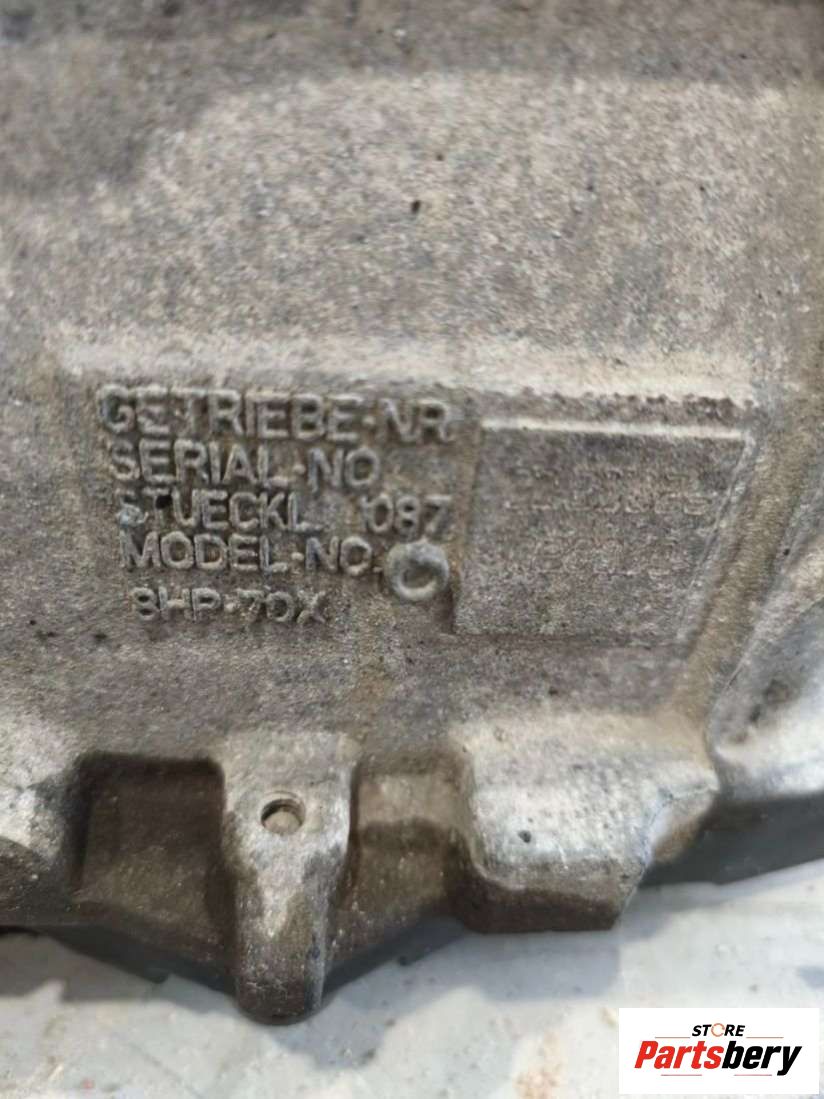 GETRIEBE-NR
SERIAL-NO
STUECKL. 1087
MODEL-NO.
8HP-70X
STORE
Partsbery